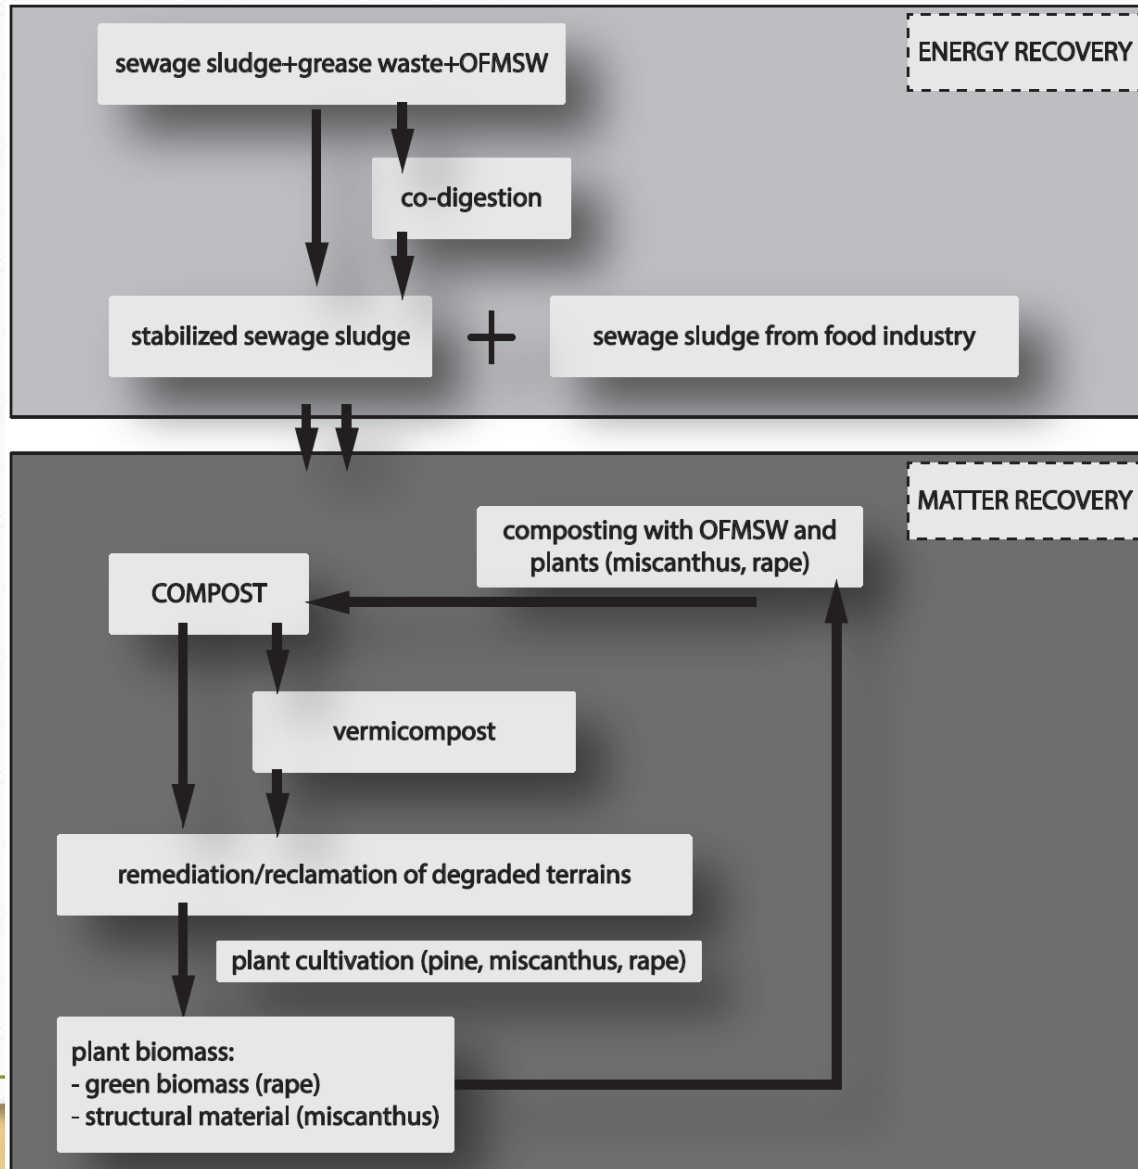 ENERGY RECOVERY
sewage sludge+grease waste+OFMSW
co-digestion
stabilized sewage sludge
+
sewage sludge from food industry
MATTER RECOVERY
composting with OFMSW and
plants (miscanthus, rape)
COMPOST
vermicompost
remediation/reclamation of degraded terrains
plant cultivation (pine, miscanthus, rape)
plant biomass:
- green biomass (rape)
- structural material (miscanthus)